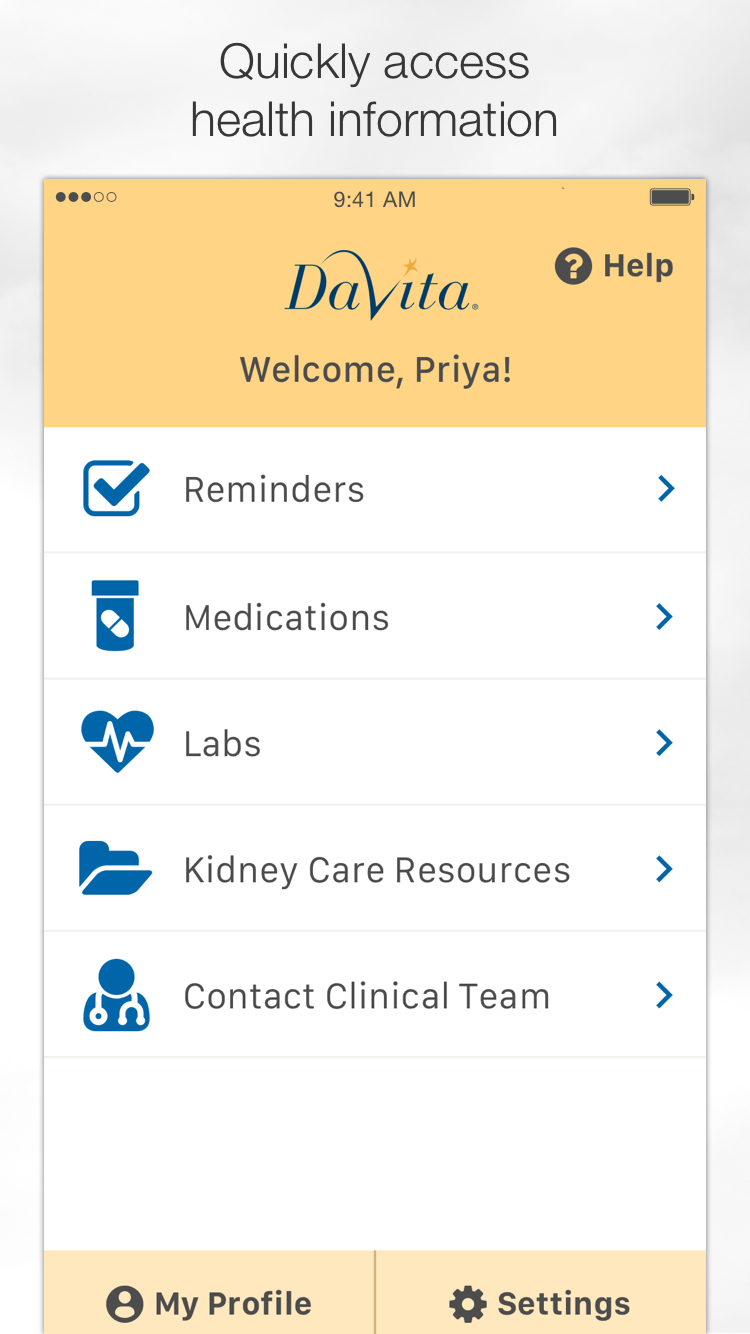 Quickly access
health information
9:41 AM
DaVita®
Help
Welcome, Priya!
Reminders
Medications
Labs
Kidney Care Resources
Contact Clinical Team
My Profile
Settings